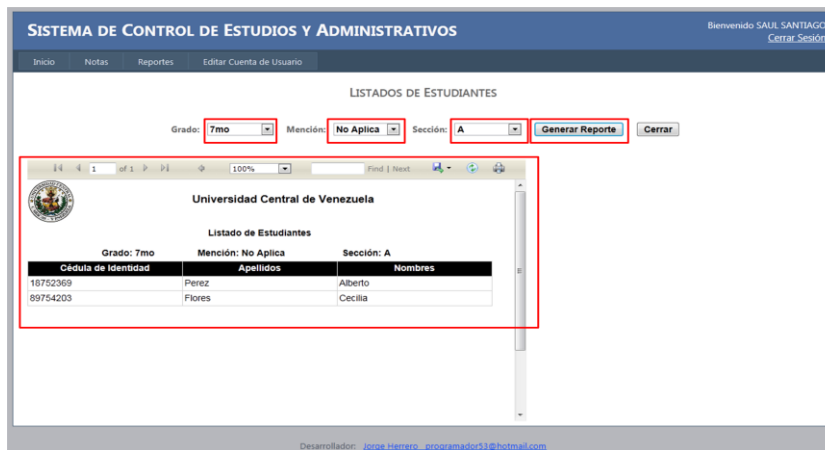 SISTEMA DE CONTROL DE ESTUDIOS Y ADMINISTRATIVOS
Bienvenido SAUL SANTIAGO
Cerrar Sesión
Inicio Notas Reportes Editar Cuenta de Usuario
LISTADOS DE ESTUDIANTES
Grado: 7mo Mención: No Aplica Sección: A Generar Reporte Cerrar
1 of 1 100% Find | Next
Universidad Central de Venezuela
Listado de Estudiantes
Grado: 7mo Mención: No Aplica Sección: A
Cédula de Identidad Apellidos Nombres
18752369 Perez Alberto
89754203 Flores Cecilia
Desarrollador: Jorge Herrero programador53@hotmail.com